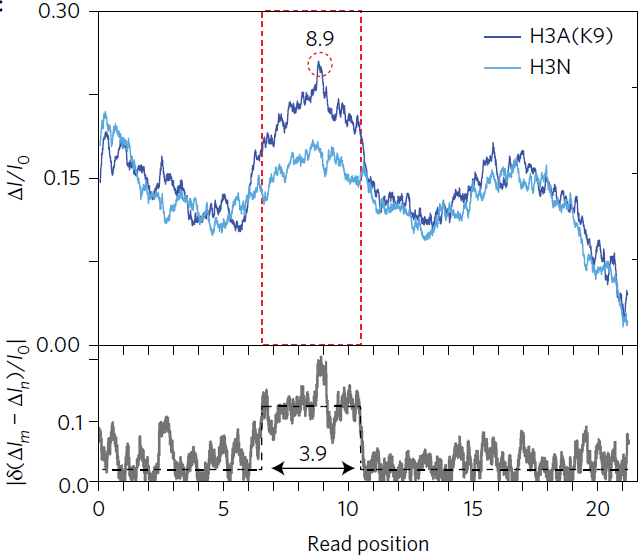 0.30
8.9
H3A(K9)
H3N
ΔI/I0
0.15
0.00
|δ(ΔIm − ΔIn)/I0|
0.1
3.9
0.0
0 5 10 15 20
Read position